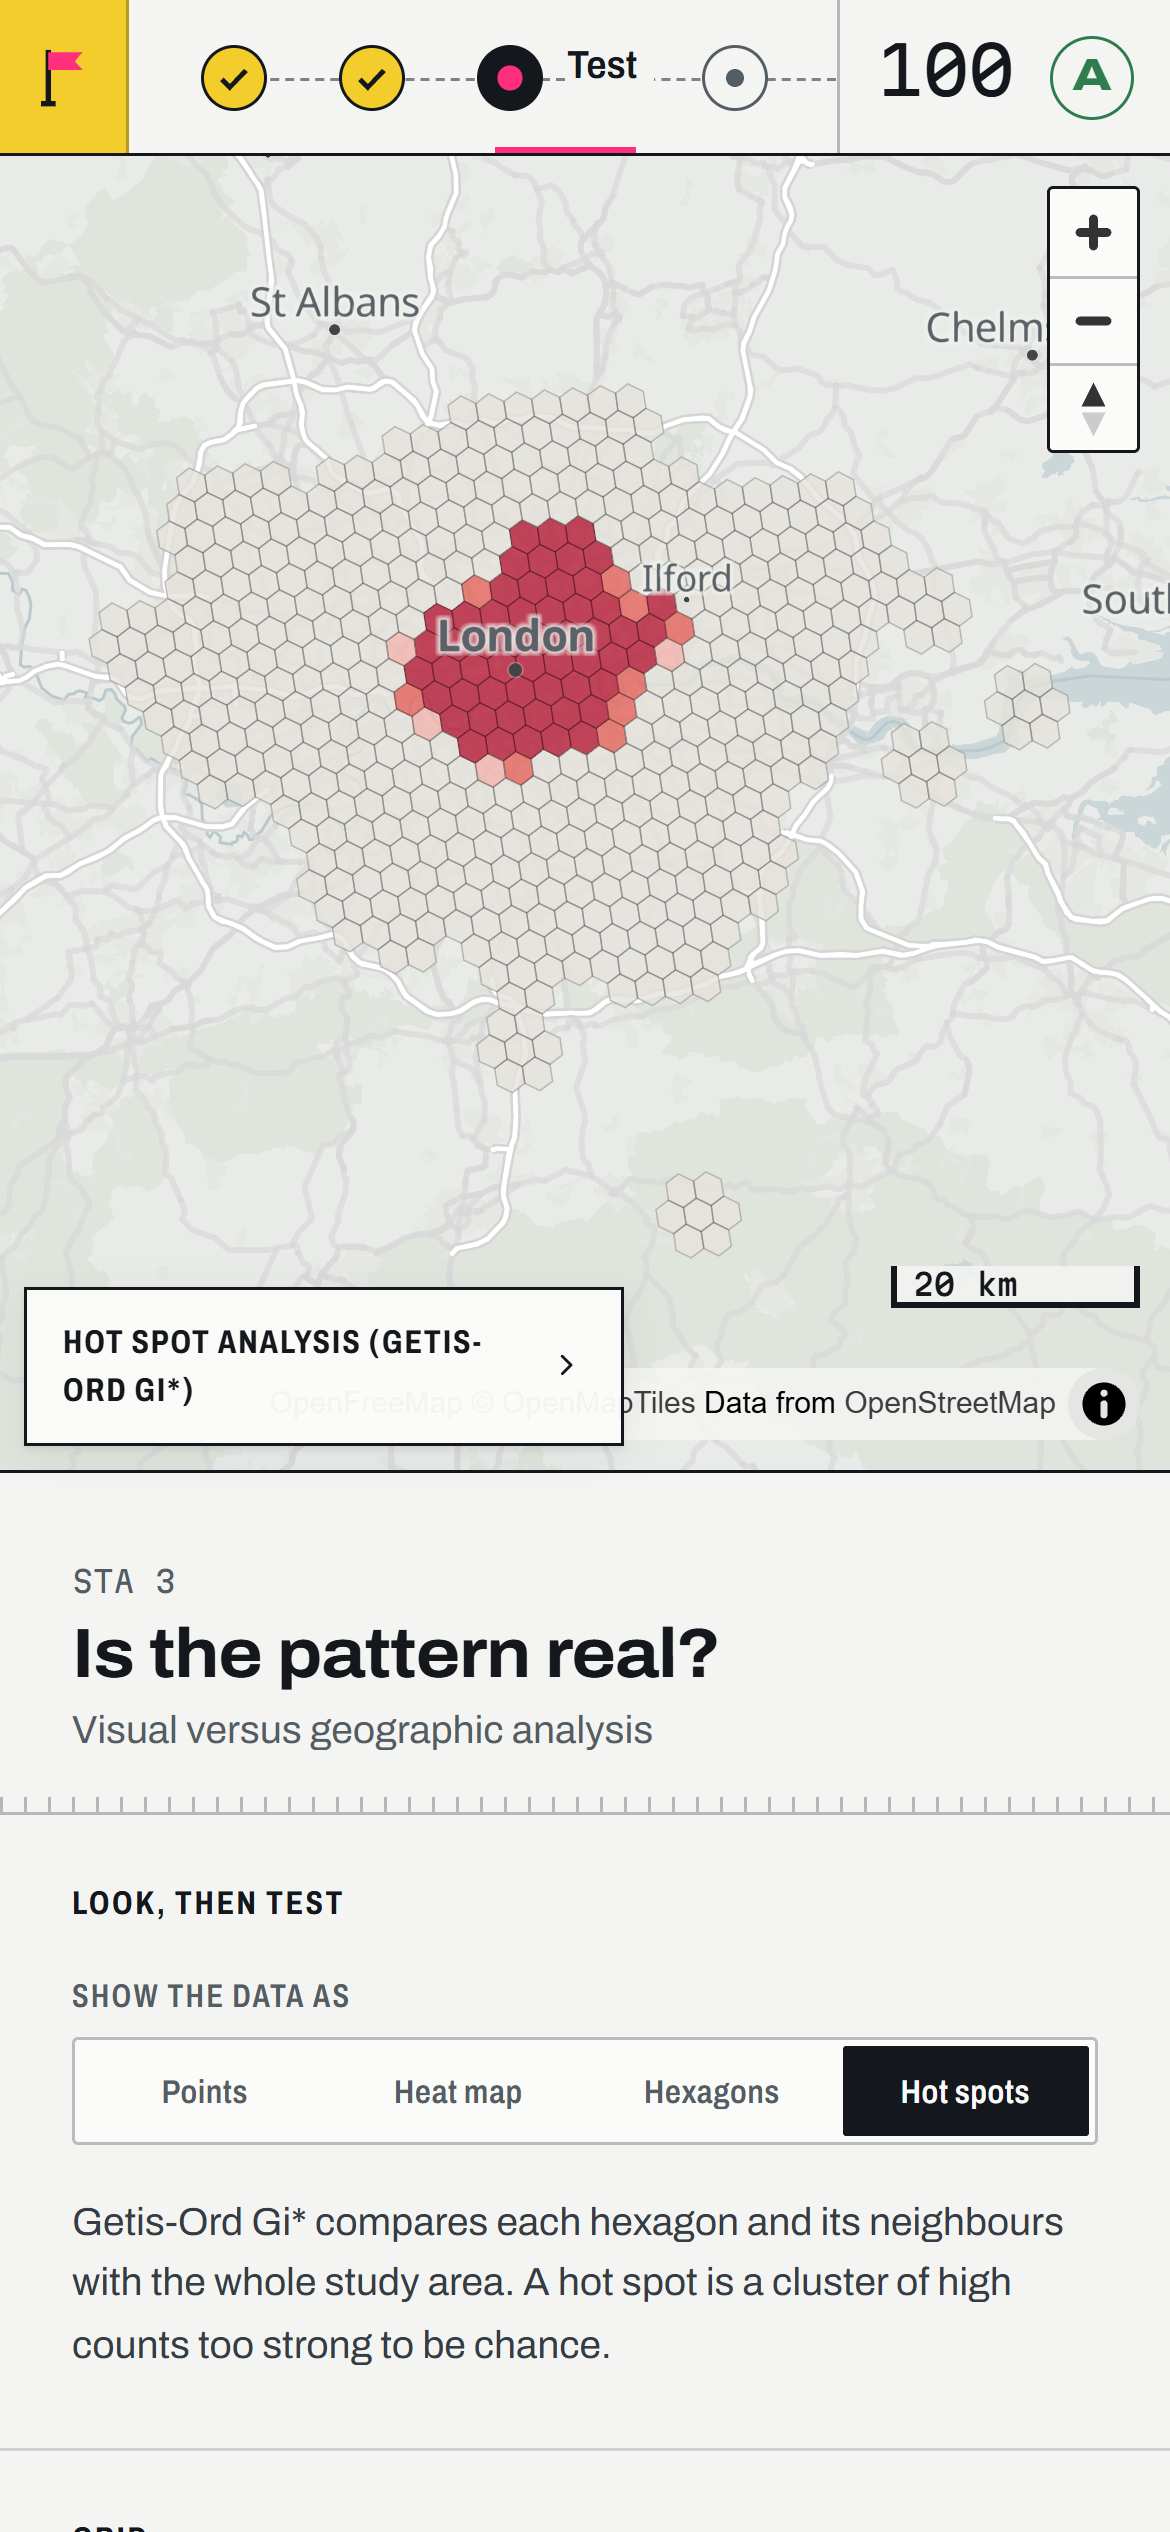 Test
100
A
St Albans
Chelms
Ilford
London
South
20 km
HOT SPOT ANALYSIS (GETIS-
ORD GI*)
OpenFreeMap © OpenMapTiles Data from OpenStreetMap
STA 3
Is the pattern real?
Visual versus geographic analysis
LOOK, THEN TEST
SHOW THE DATA AS
Points
Heat map
Hexagons
Hot spots
Getis-Ord Gi* compares each hexagon and its neighbours
with the whole study area. A hot spot is a cluster of high
counts too strong to be chance.